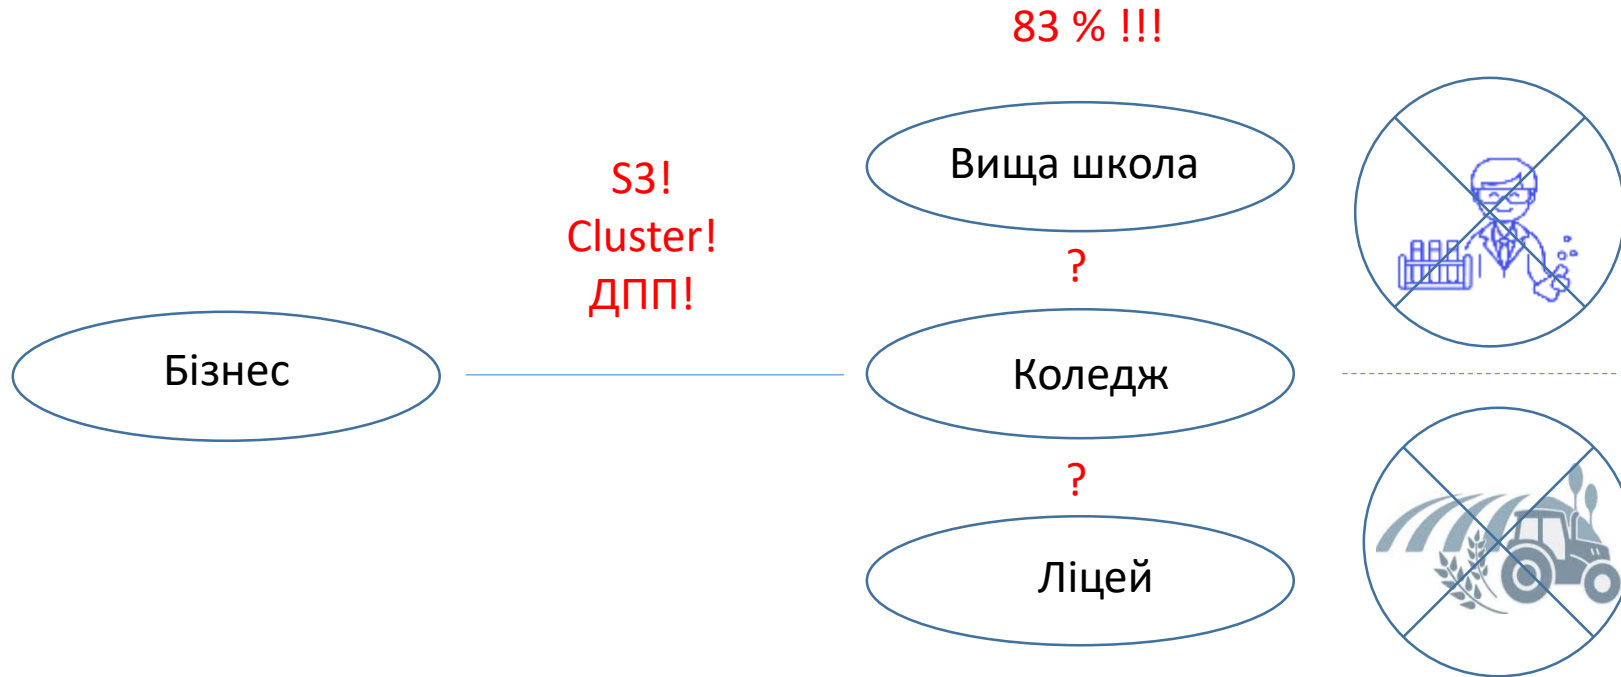 83 % !!!
S3!
Cluster!
ДПП!
Вища школа
?
Бізнес
Коледж
?
Ліцей